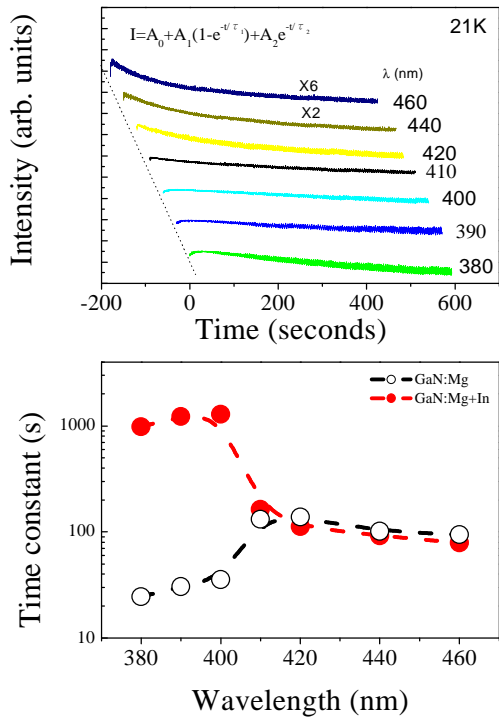 I=A₀+A₁(1-e^{-t/τ₁})+A₂e^{-t/τ₂}
21K
λ (nm)
X6
460
X2
440
420
410
400
390
380
Intensity (arb. units)
-200 0 200 400 600
Time (seconds)
GaN:Mg
GaN:Mg+In
1000
100
10
Time constant (s)
380 400 420 440 460
Wavelength (nm)